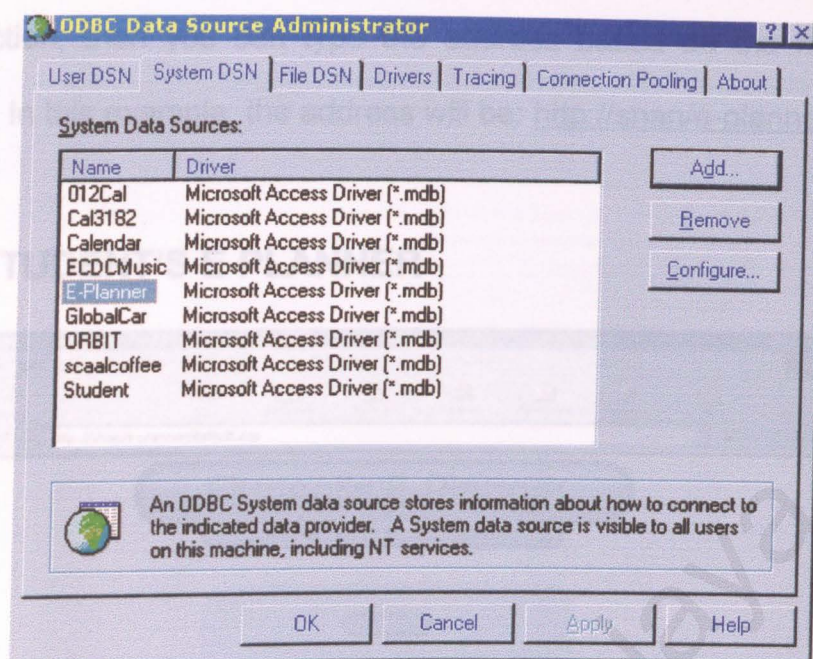 ODBC Data Source Administrator
User DSN System DSN File DSN Drivers Tracing Connection Pooling About
System Data Sources:
Name Driver
012Cal Microsoft Access Driver (*.mdb)
Cal3182 Microsoft Access Driver (*.mdb)
Calendar Microsoft Access Driver (*.mdb)
ECDCMusic Microsoft Access Driver (*.mdb)
E-Planner Microsoft Access Driver (*.mdb)
GlobalCar Microsoft Access Driver (*.mdb)
ORBIT Microsoft Access Driver (*.mdb)
scaalcoffee Microsoft Access Driver (*.mdb)
Student Microsoft Access Driver (*.mdb)
Add...
Remove
Configure...
An ODBC System data source stores information about how to connect to
the indicated data provider. A System data source is visible to all users
on this machine, including NT services.
OK Cancel Apply Help
the address will be: http://